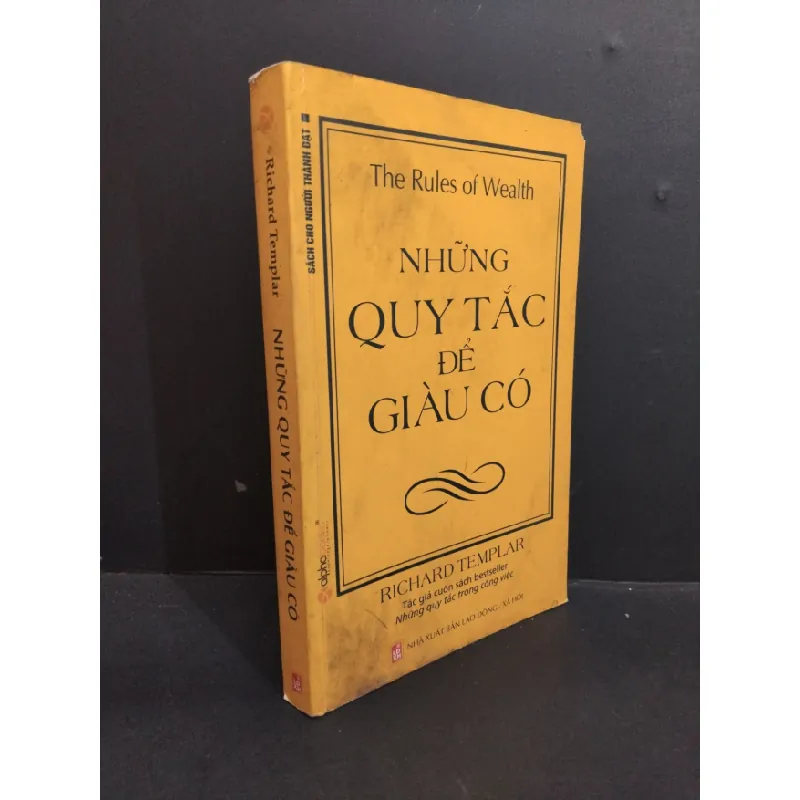 The Rules of Wealth
NHỮNG
QUY TẮC
ĐỂ
GIÀU CÓ
RICHARD TEMPLAR
Tác giả cuốn sách bestseller
Những quy tắc trong công việc
NHÀ XUẤT BẢN LAO ĐỘNG - XÃ HỘI
SÁCH CHO NGƯỜI THÀNH ĐẠT
alpha
Richard Templar
NHỮNG QUY TẮC ĐỂ GIÀU CÓ